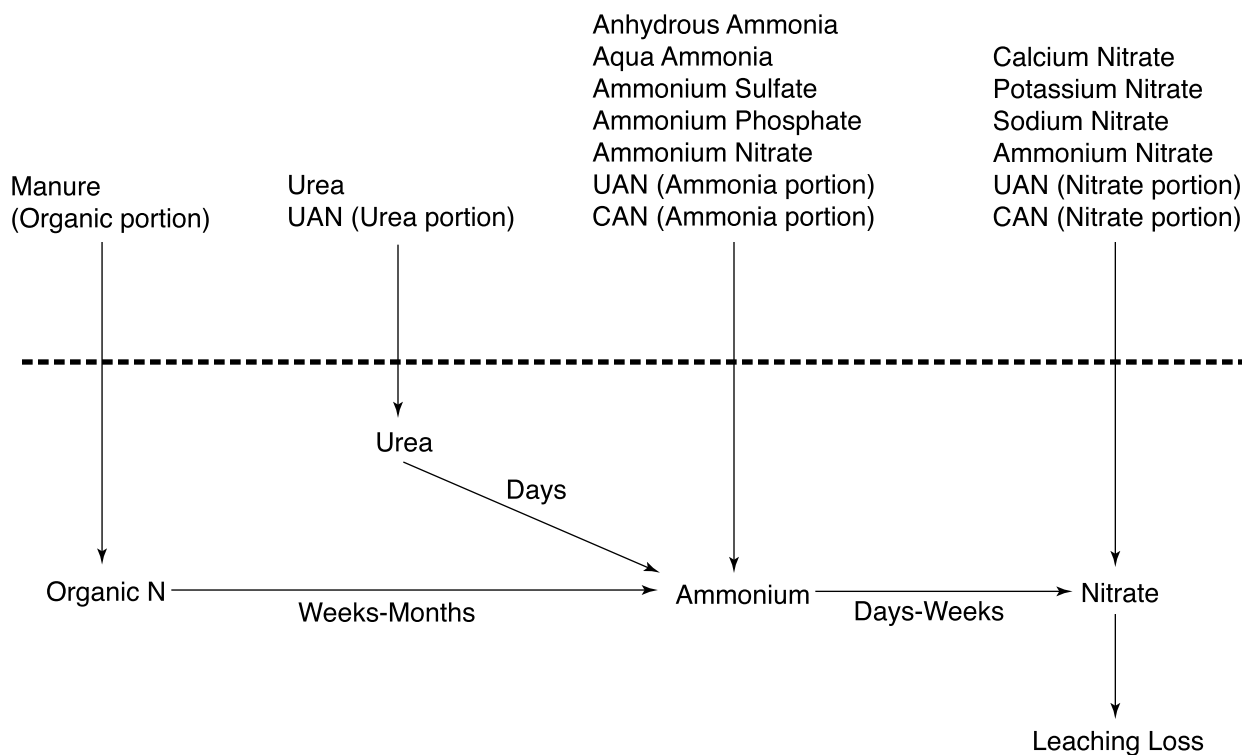 Manure
(Organic portion)
Urea
UAN (Urea portion)
Anhydrous Ammonia
Aqua Ammonia
Ammonium Sulfate
Ammonium Phosphate
Ammonium Nitrate
UAN (Ammonia portion)
CAN (Ammonia portion)
Calcium Nitrate
Potassium Nitrate
Sodium Nitrate
Ammonium Nitrate
UAN (Nitrate portion)
CAN (Nitrate portion)
Urea
Days
Organic N
Weeks-Months
Ammonium
Days-Weeks
Nitrate
Leaching Loss